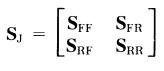 S_J = [ S_FF S_FR
S_RF S_RR ]